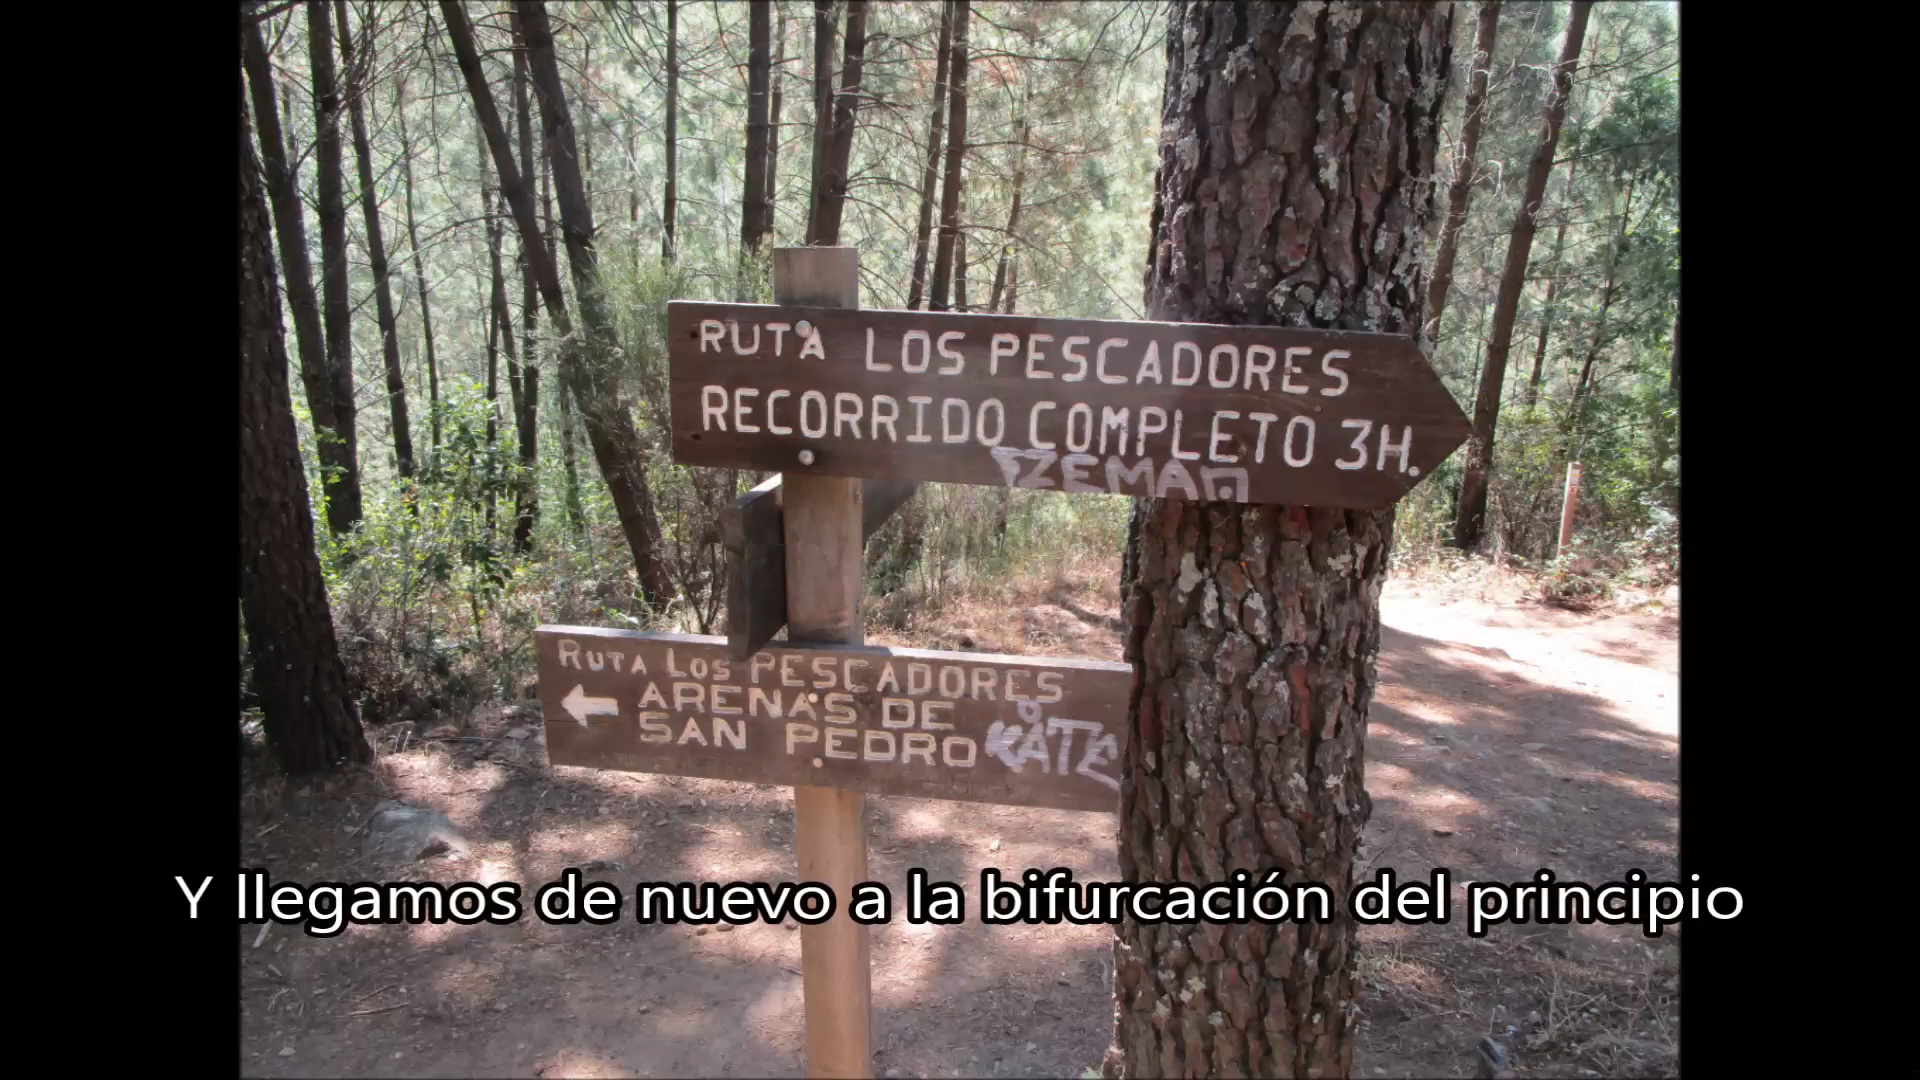 RUTA LOS PESCADORES
RECORRIDO COMPLETO 3H.
RUTA LOS PESCADORES
ARENAS DE
SAN PEDRO
KATE
Y llegamos de nuevo a la bifurcación del principio